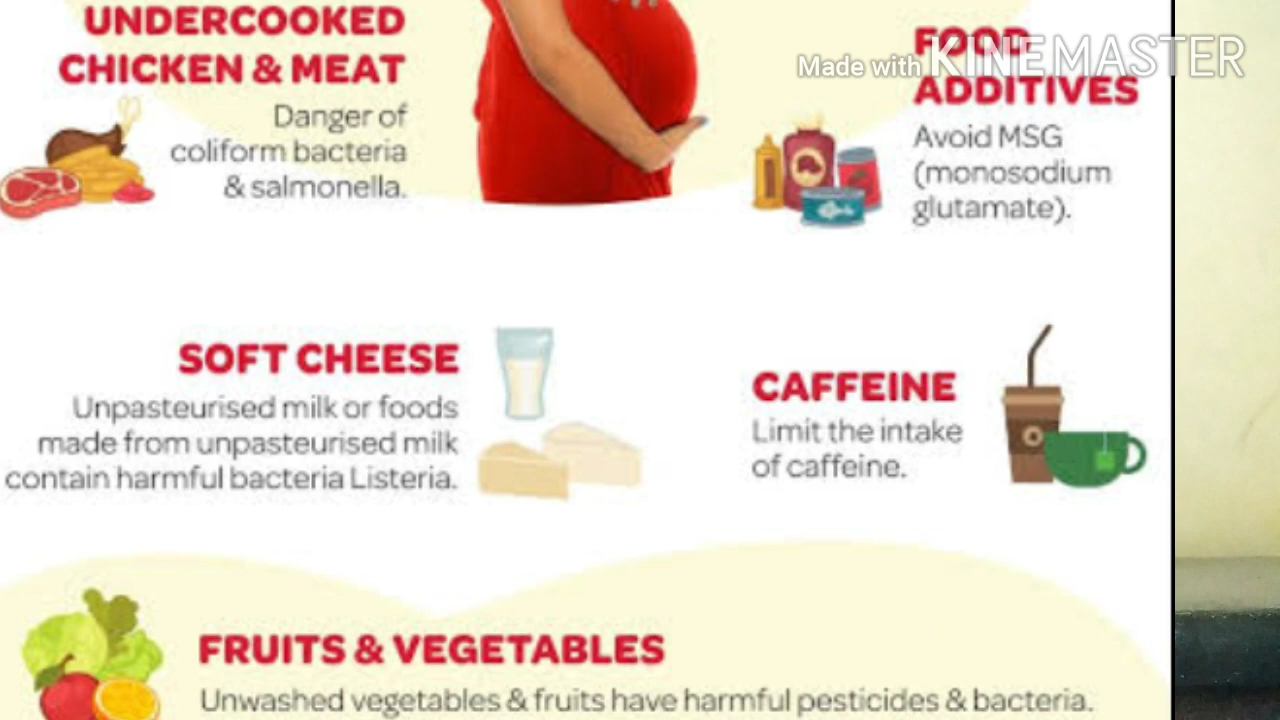 UNDERCOOKED
CHICKEN & MEAT
Danger of
coliform bacteria
& salmonella.
Made with KINEMASTER
FOOD
ADDITIVES
Avoid MSG
(monosodium
glutamate).
SOFT CHEESE
Unpasteurised milk or foods
made from unpasteurised milk
contain harmful bacteria Listeria.
CAFFEINE
Limit the intake
of caffeine.
FRUITS & VEGETABLES
Unwashed vegetables & fruits have harmful pesticides & bacteria.